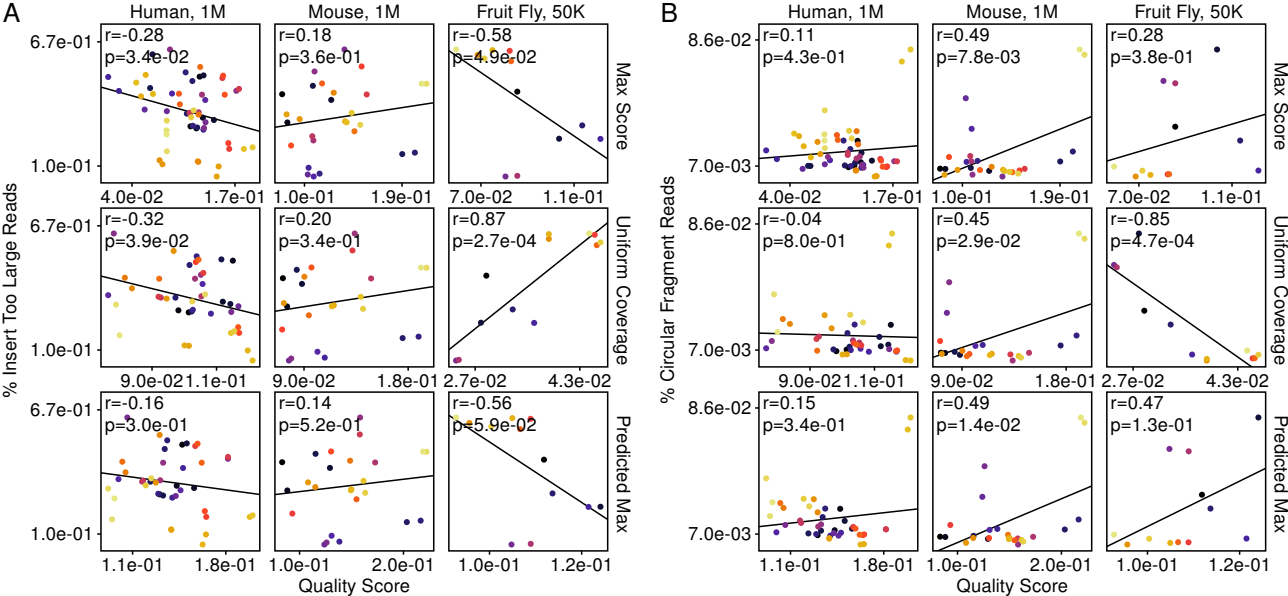 A
Human, 1M
Mouse, 1M
Fruit Fly, 50K
% Insert Too Large Reads
6.7e-01
1.0e-01
r=-0.28
p=3.4e-02
r=0.18
p=3.6e-01
r=-0.58
p=4.9e-02
Max Score
4.0e-02
1.7e-01
1.0e-01
1.9e-01
7.0e-02
1.1e-01
6.7e-01
1.0e-01
r=-0.32
p=3.9e-02
r=0.20
p=3.4e-01
r=0.87
p=2.7e-04
Uniform Coverage
9.0e-02
1.1e-01
9.0e-02
1.8e-01
2.7e-02
4.3e-02
6.7e-01
1.0e-01
r=-0.16
p=3.0e-01
r=0.14
p=5.2e-01
r=-0.56
p=5.9e-02
Predicted Max
1.1e-01
1.8e-01
1.0e-01
2.0e-01
1.0e-01
1.2e-01
Quality Score
B
Human, 1M
Mouse, 1M
Fruit Fly, 50K
% Circular Fragment Reads
8.6e-02
7.0e-03
r=0.11
p=4.3e-01
r=0.49
p=7.8e-03
r=0.28
p=3.8e-01
Max Score
4.0e-02
1.7e-01
1.0e-01
1.9e-01
7.0e-02
1.1e-01
8.6e-02
7.0e-03
r=-0.04
p=8.0e-01
r=0.45
p=2.9e-02
r=-0.85
p=4.7e-04
Uniform Coverage
9.0e-02
1.1e-01
9.0e-02
1.8e-01
2.7e-02
4.3e-02
8.6e-02
7.0e-03
r=0.15
p=3.4e-01
r=0.49
p=1.4e-02
r=0.47
p=1.3e-01
Predicted Max
1.1e-01
1.8e-01
1.0e-01
2.0e-01
1.0e-01
1.2e-01
Quality Score